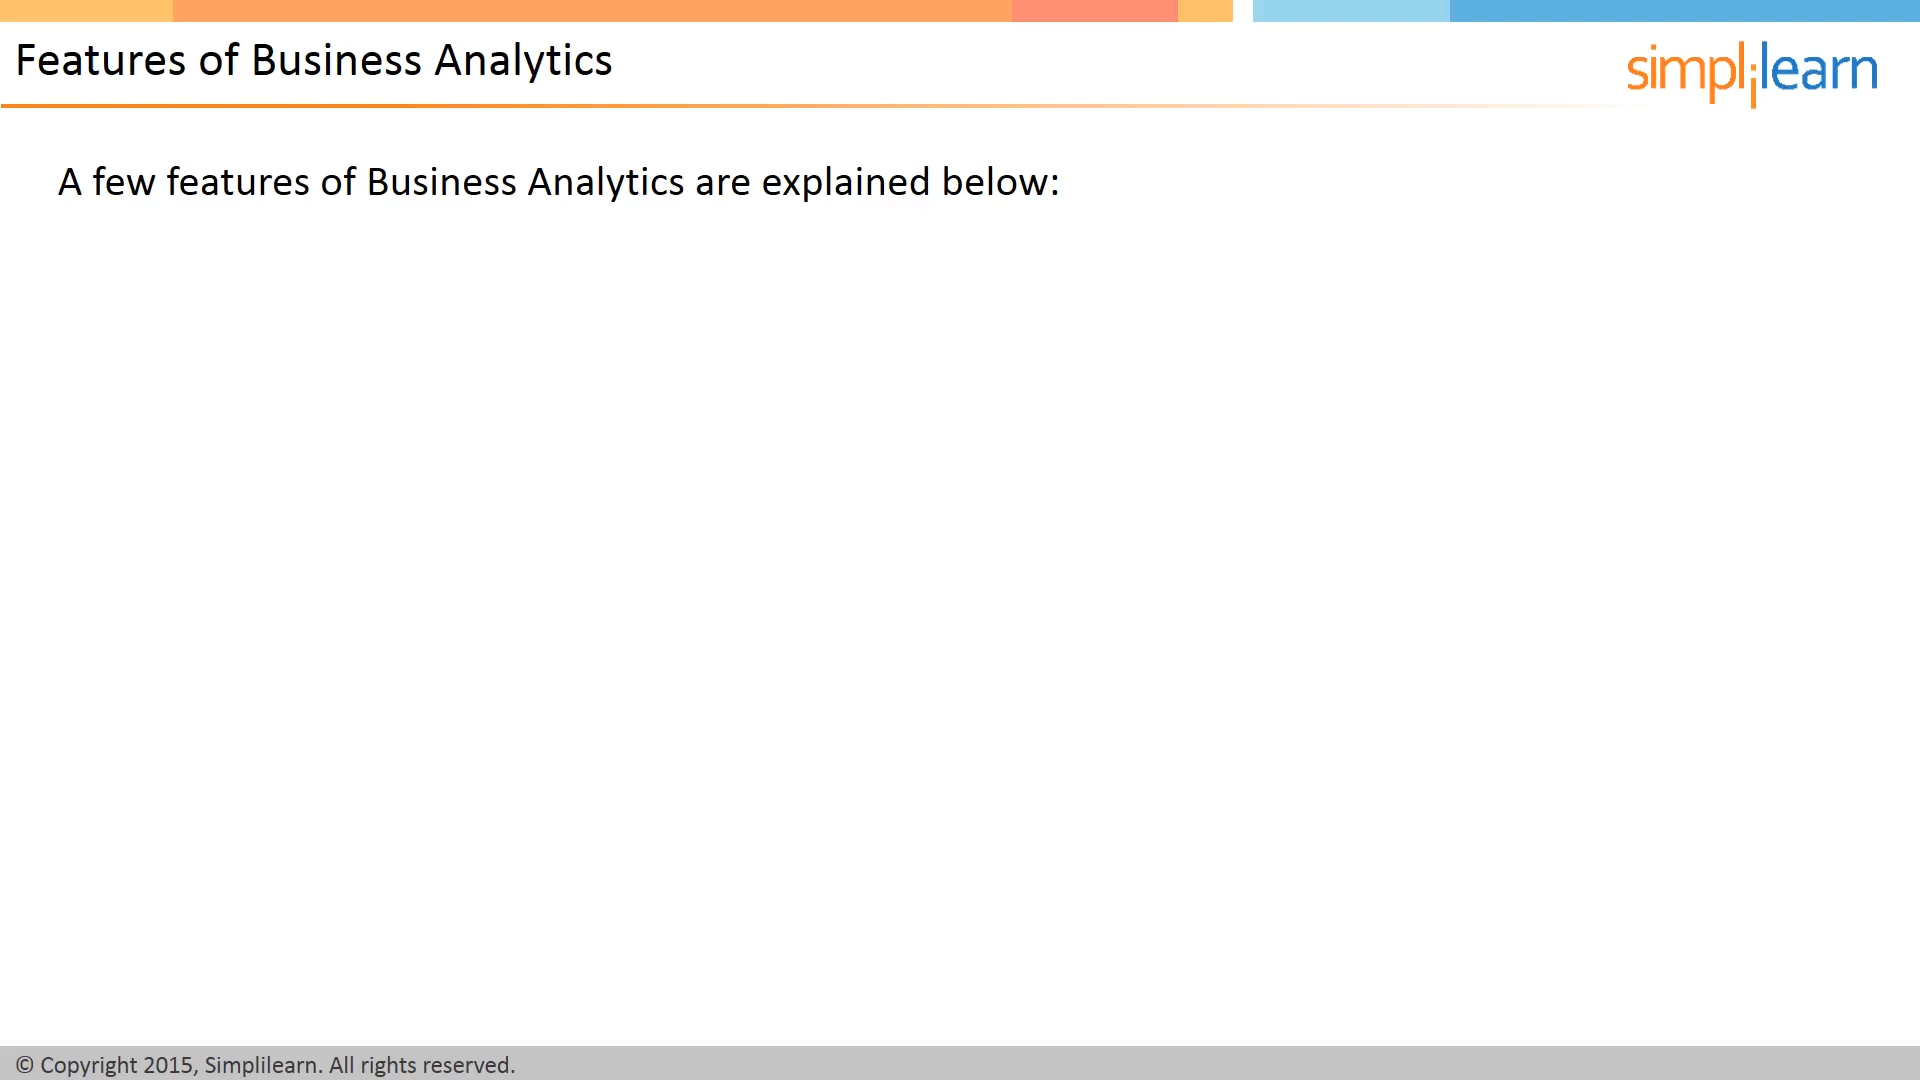 Features of Business Analytics
simplilearn
A few features of Business Analytics are explained below:
© Copyright 2015, Simplilearn. All rights reserved.